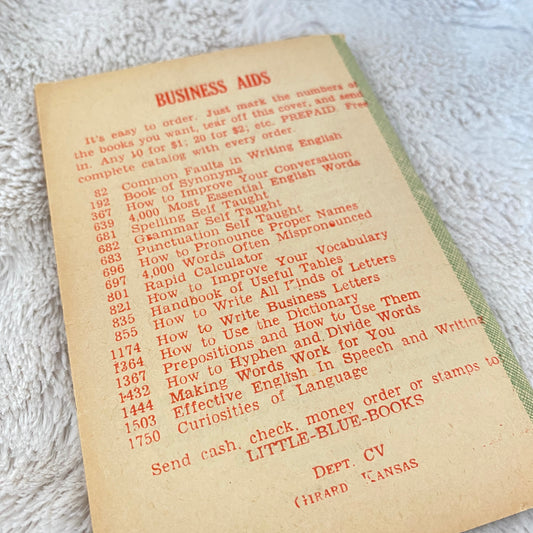 BUSINESS AIDS
It's easy to order. Just mark the numbers of
the books you want, tear off this cover, and send
in. Any 10 for $1; 20 for $2; etc. PREPAID Free
complete catalog with every order.
82 Common Faults in Writing English
192 Book of Synonyms
367 How to Improve Your Conversation
639 4,000 Most Essential English Words
681 Spelling Self Taught
682 Grammar Self Taught
683 Punctuation Self Taught
696 How to Pronounce Proper Names
697 4,000 Words Often Mispronounced
801 Rapid Calculator
821 How to Improve Your Vocabulary
835 Handbook of Useful Tables
855 How to Write All Kinds of Letters
1174 How to Write Business Letters
1364 How to Use the Dictionary
1367 Prepositions and How to Use Them
1432 How to Hyphen and Divide Words
1444 Making Words Work for You
1503 Effective English In Speech and Writing
1750 Curiosities of Language
Send cash, check, money order or stamps to
LITTLE-BLUE-BOOKS
DEPT. CV
GIRARD, KANSAS